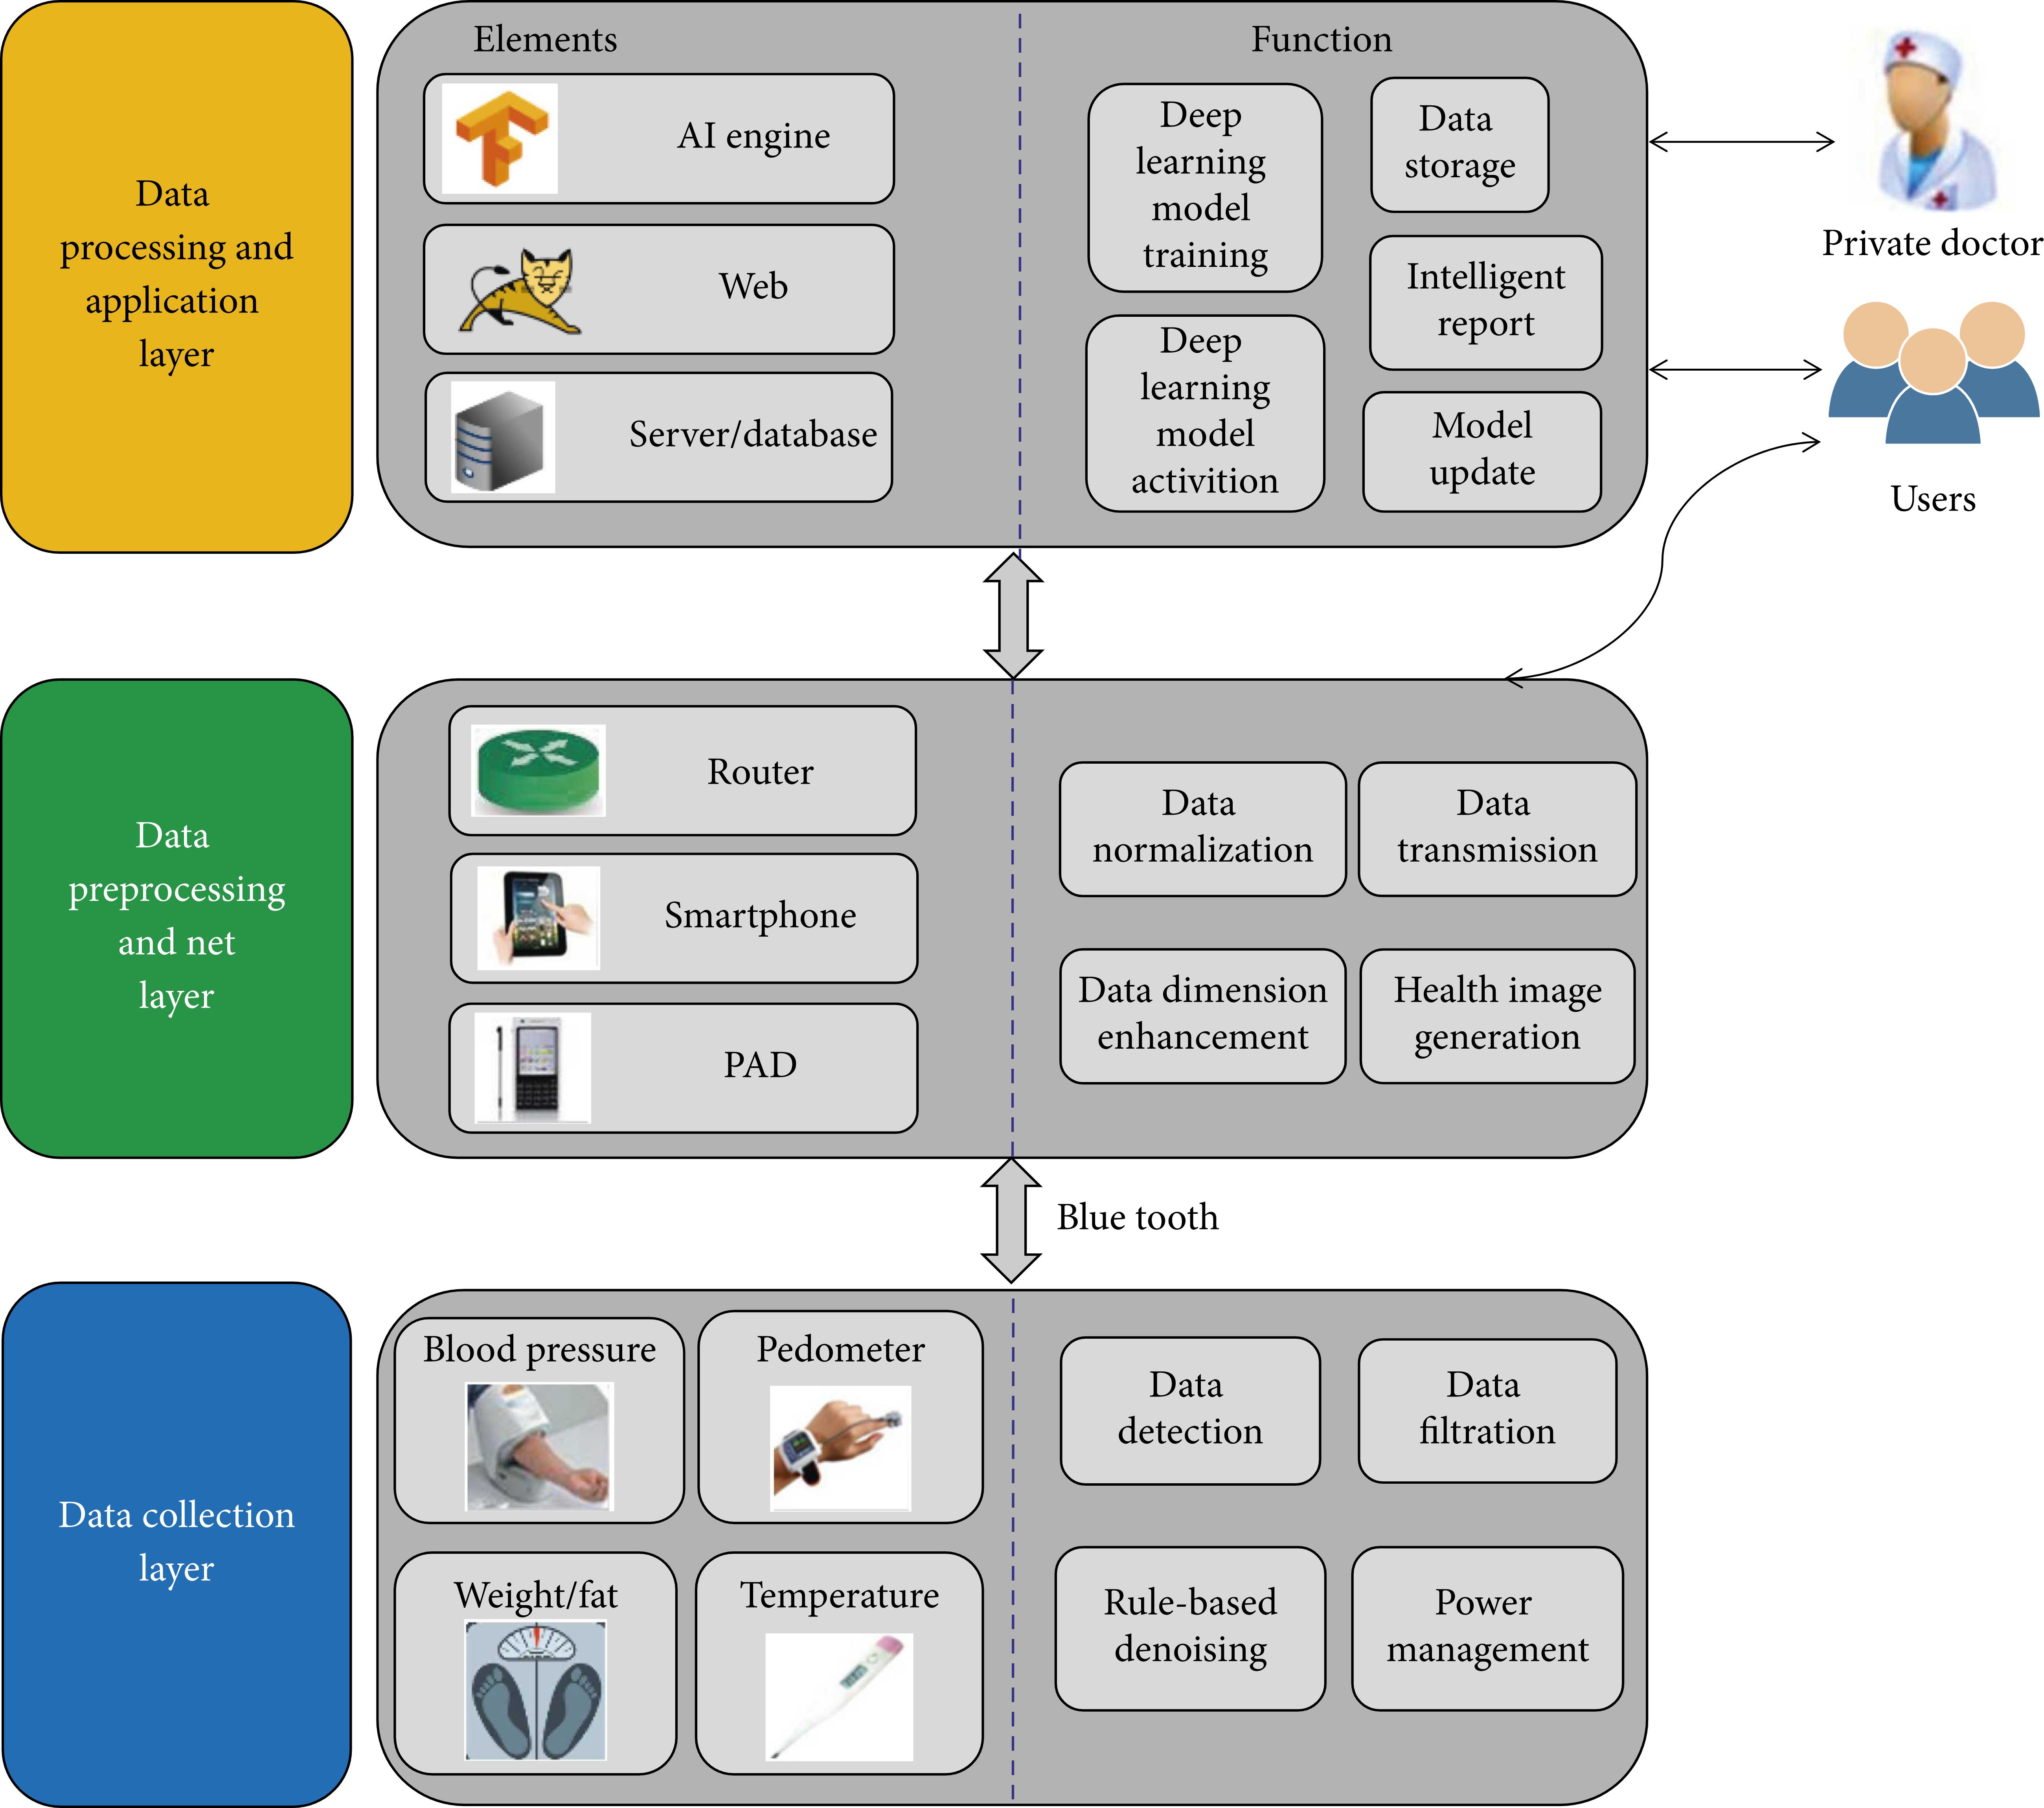 Elements
Function
Data
processing and
application
layer
AI engine
Web
Server/database
Deep
learning
model
training
Data
storage
Intelligent
report
Deep
learning
model
activition
Model
update
Private doctor
Users
Data
preprocessing
and net
layer
Router
Smartphone
PAD
Data
normalization
Data
transmission
Data dimension
enhancement
Health image
generation
Blue tooth
Data collection
layer
Blood pressure
Pedometer
Weight/fat
Temperature
Data
detection
Data
filtration
Rule-based
denoising
Power
management